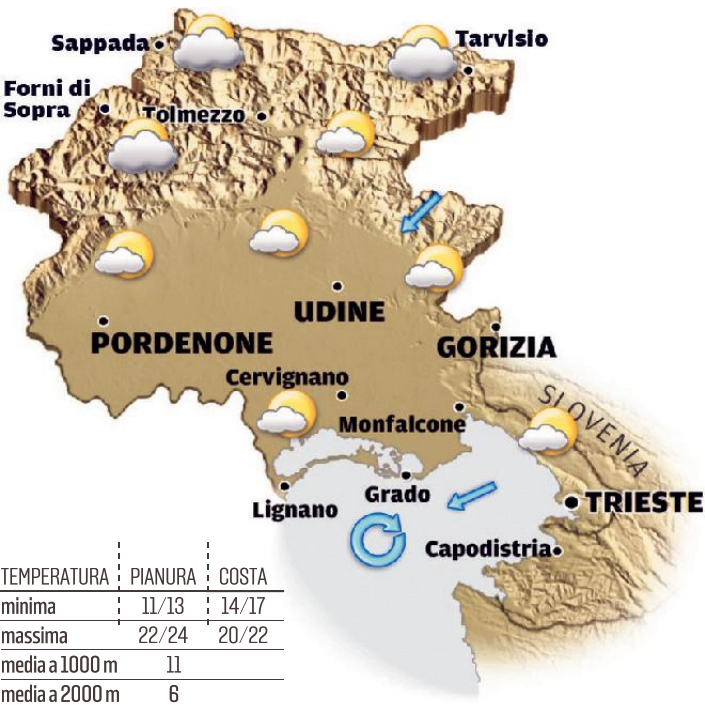 Sappada
Tarvisio
Forni di
Sopra
Tolmezzo
UDINE
PORDENONE
GORIZIA
Cervignano
SLOVENIA
Monfalcone
Grado
TRIESTE
Lignano
Capodistria
TEMPERATURA PIANURA COSTA
minima 11/13 14/17
massima 22/24 20/22
media a 1000 m 11
media a 2000 m 6